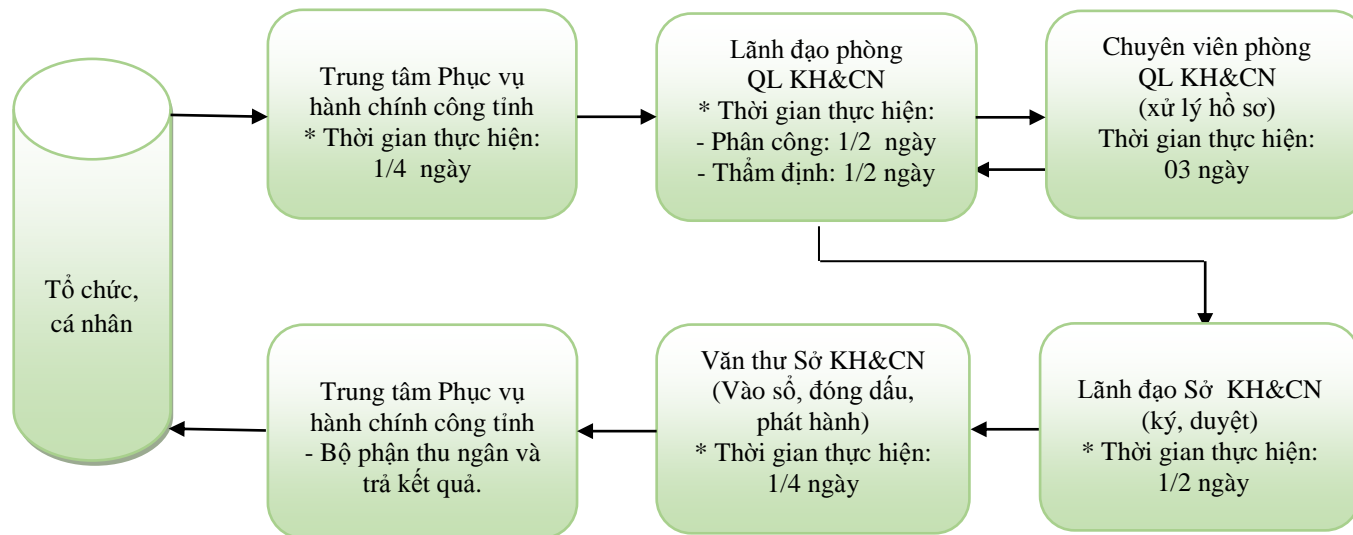 Tổ chức,
cá nhân
Trung tâm Phục vụ
hành chính công tỉnh
* Thời gian thực hiện:
1/4 ngày
Lãnh đạo phòng
QL KH&CN
* Thời gian thực hiện:
- Phân công: 1/2 ngày
- Thẩm định: 1/2 ngày
Chuyên viên phòng
QL KH&CN
(xử lý hồ sơ)
Thời gian thực hiện:
03 ngày
Lãnh đạo Sở KH&CN
(ký, duyệt)
* Thời gian thực hiện:
1/2 ngày
Văn thư Sở KH&CN
(Vào sổ, đóng dấu,
phát hành)
* Thời gian thực hiện:
1/4 ngày
Trung tâm Phục vụ
hành chính công tỉnh
- Bộ phận thu ngân và
trả kết quả.